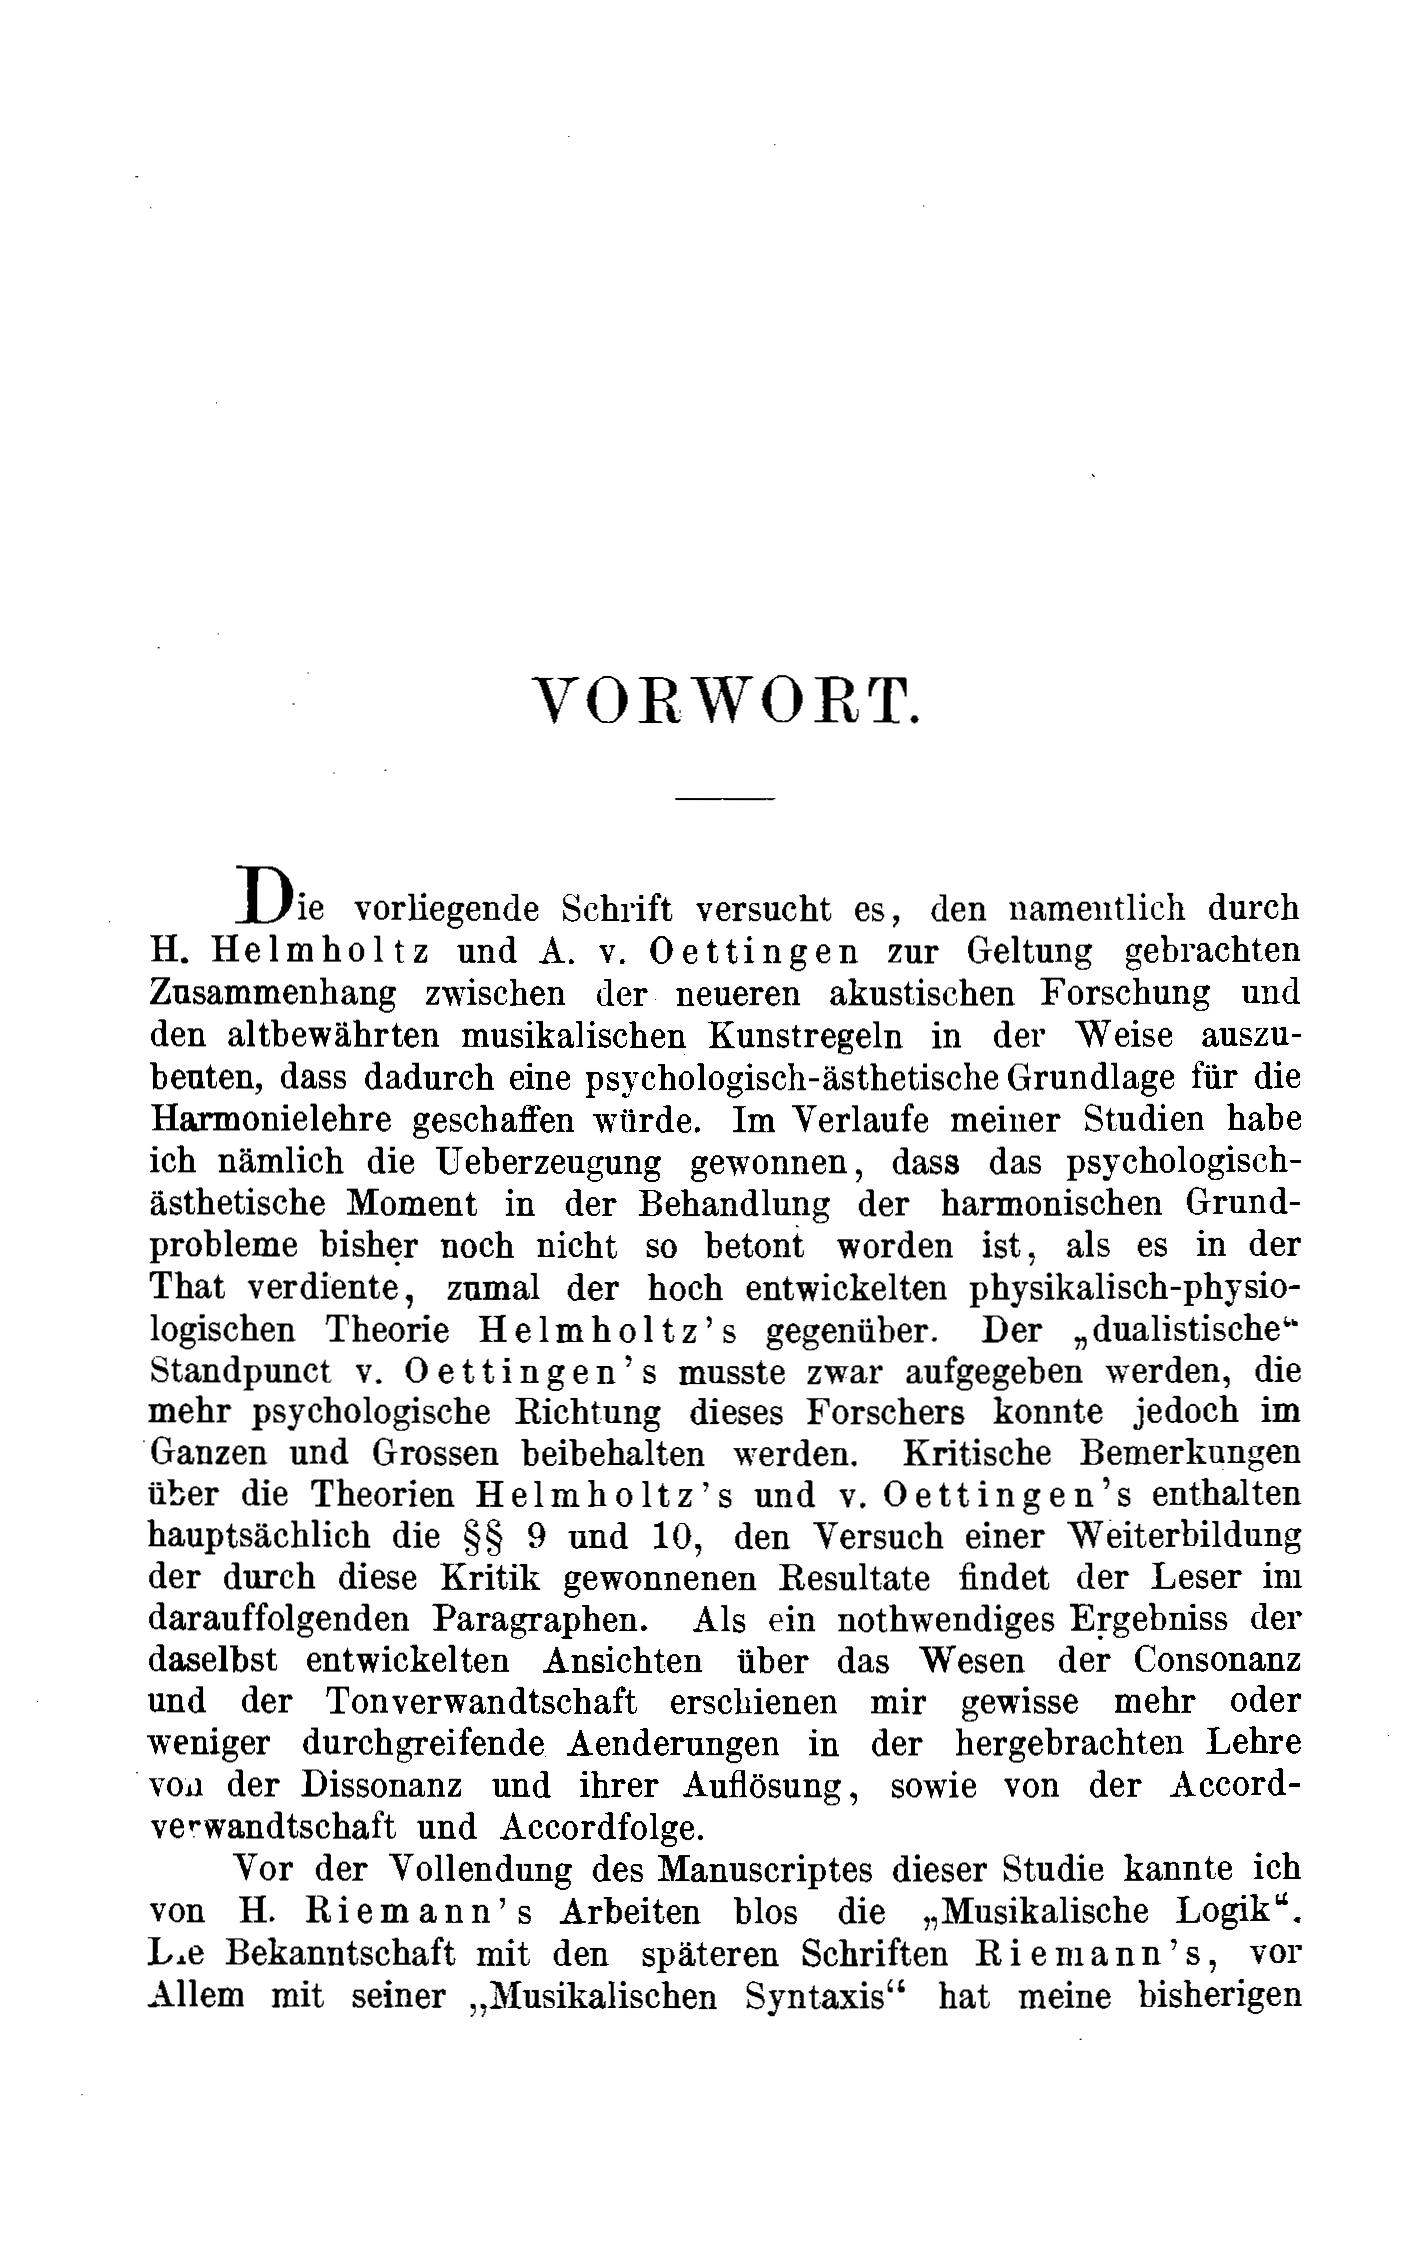 VORWORT.
Die vorliegende Schrift versucht es, den namentlich durch
H. Helmholtz und A. v. Oettingen zur Geltung gebrachten
Zusammenhang zwischen der neueren akustischen Forschung und
den altbewährten musikalischen Kunstregeln in der Weise auszu-
beuten, dass dadurch eine psychologisch-ästhetische Grundlage für die
Harmonielehre geschaffen würde. Im Verlaufe meiner Studien habe
ich nämlich die Ueberzeugung gewonnen, dass das psychologisch-
ästhetische Moment in der Behandlung der harmonischen Grund-
probleme bisher noch nicht so betont worden ist, als es in der
That verdiente, zumal der hoch entwickelten physikalisch-physio-
logischen Theorie Helmholtz's gegenüber. Der „dualistische“
Standpunct v. Oettingen's musste zwar aufgegeben werden, die
mehr psychologische Richtung dieses Forschers konnte jedoch im
Ganzen und Grossen beibehalten werden. Kritische Bemerkungen
über die Theorien Helmholtz's und v. Oettingen's enthalten
hauptsächlich die §§ 9 und 10, den Versuch einer Weiterbildung
der durch diese Kritik gewonnenen Resultate findet der Leser im
darauffolgenden Paragraphen. Als ein nothwendiges Ergebniss der
daselbst entwickelten Ansichten über das Wesen der Consonanz
und der Tonverwandtschaft erschienen mir gewisse mehr oder
weniger durchgreifende Aenderungen in der hergebrachten Lehre
von der Dissonanz und ihrer Auflösung, sowie von der Accord-
verwandtschaft und Accordfolge.
Vor der Vollendung des Manuscriptes dieser Studie kannte ich
von H. Riemann's Arbeiten blos die „Musikalische Logik“.
Die Bekanntschaft mit den späteren Schriften Riemann's, vor
Allem mit seiner „Musikalischen Syntaxis“ hat meine bisherigen